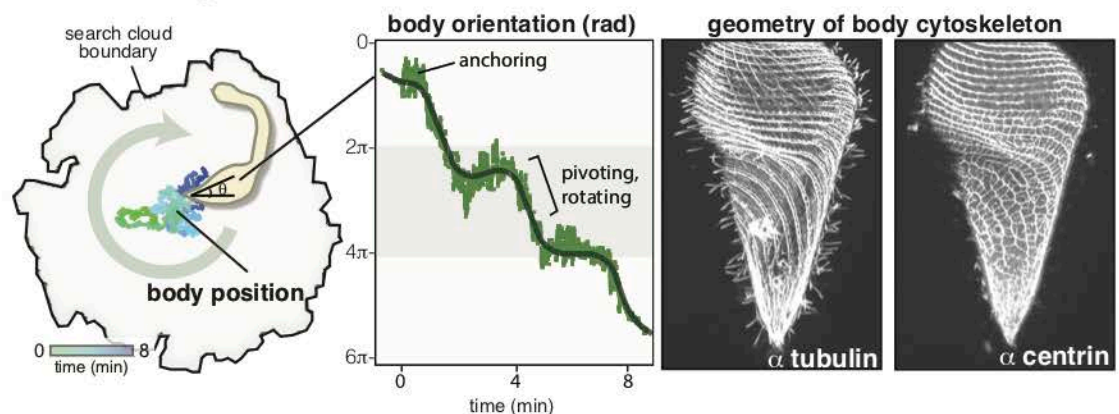 search cloud
boundary
θ
body position
0
8
time (min)
body orientation (rad)
0
2π
4π
6π
anchoring
pivoting,
rotating
0
4
8
time (min)
geometry of body cytoskeleton
α tubulin
α centrin